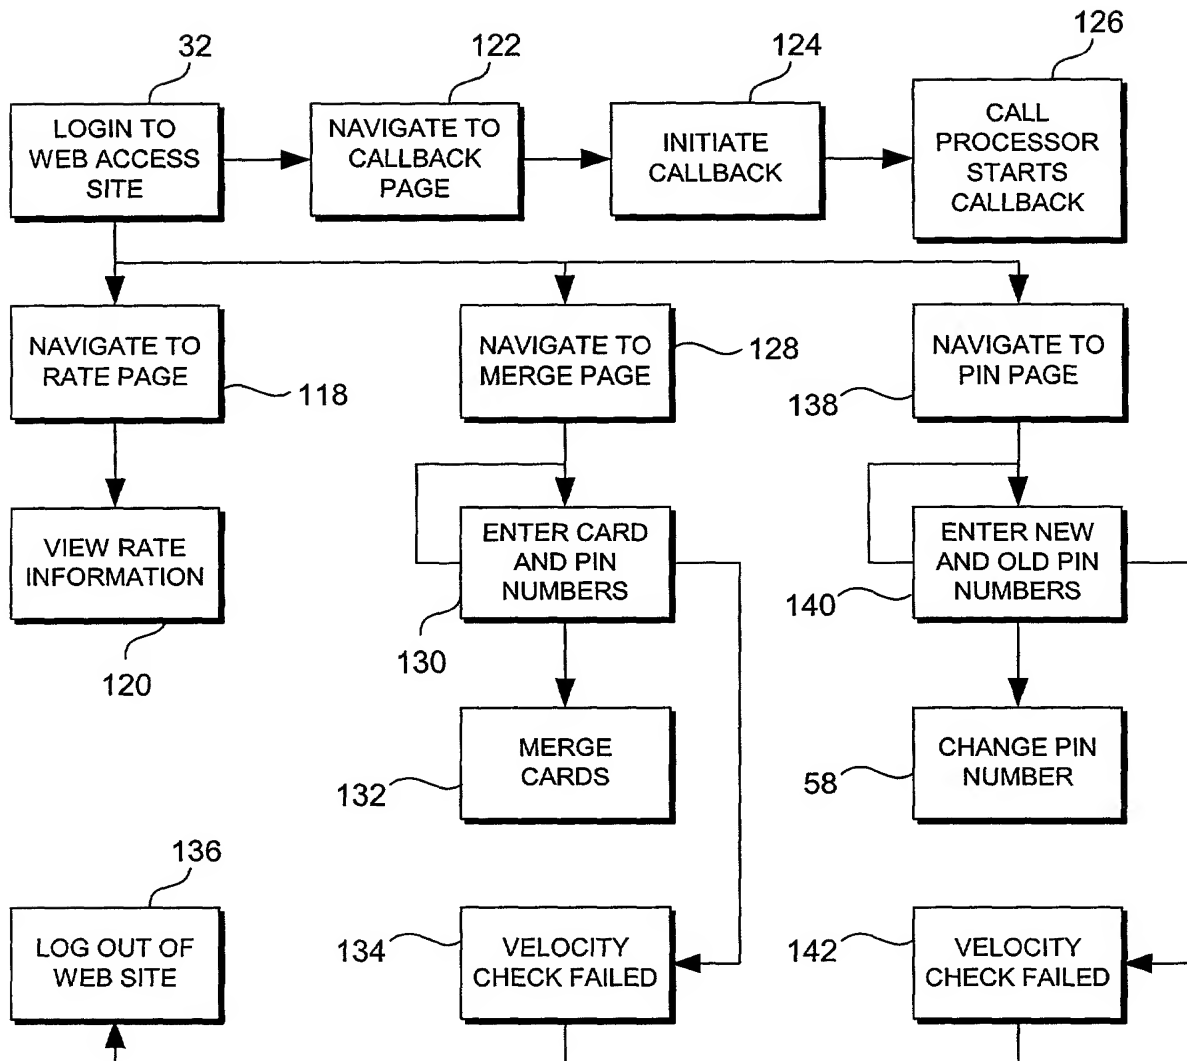 32
122
124
126
LOGIN TO
WEB ACCESS
SITE
NAVIGATE TO
CALLBACK
PAGE
INITIATE
CALLBACK
CALL
PROCESSOR
STARTS
CALLBACK
NAVIGATE TO
RATE PAGE
118
NAVIGATE TO
MERGE PAGE
128
NAVIGATE TO
PIN PAGE
138
VIEW RATE
INFORMATION
120
ENTER CARD
AND PIN
NUMBERS
130
ENTER NEW
AND OLD PIN
NUMBERS
140
MERGE
CARDS
132
CHANGE PIN
NUMBER
58
136
LOG OUT OF
WEB SITE
134
VELOCITY
CHECK FAILED
142
VELOCITY
CHECK FAILED